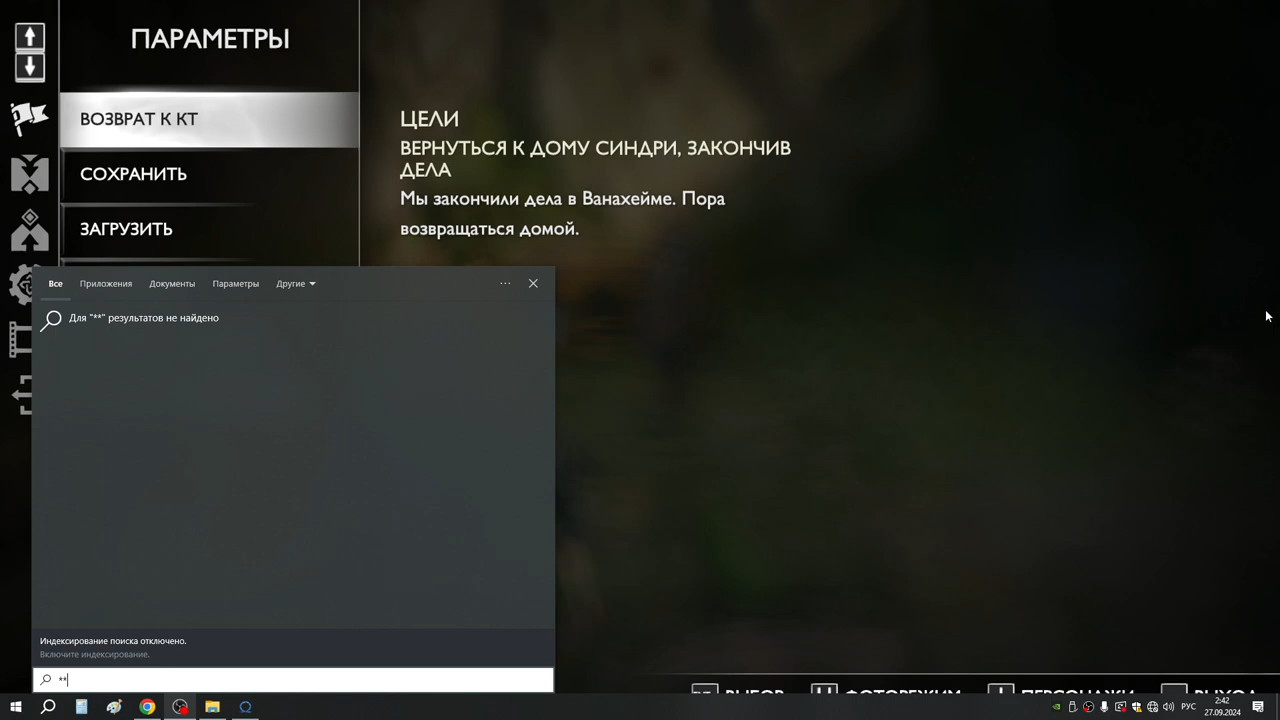 ПАРАМЕТРЫ
ВОЗВРАТ К КТ
СОХРАНИТЬ
ЗАГРУЗИТЬ
ЦЕЛИ
ВЕРНУТЬСЯ К ДОМУ СИНДРИ, ЗАКОНЧИВ
ДЕЛА
Мы закончили дела в Ванахейме. Пора
возвращаться домой.
Все Приложения Документы Параметры Другие
Для "**" результатов не найдено
Индексирование поиска отключено.
Включите индексирование.
**
ВЫБОР ФОТОРЕЖИМ ПЕРСОНАЖИ ВЫХОД
РУС
2:42
27.09.2024